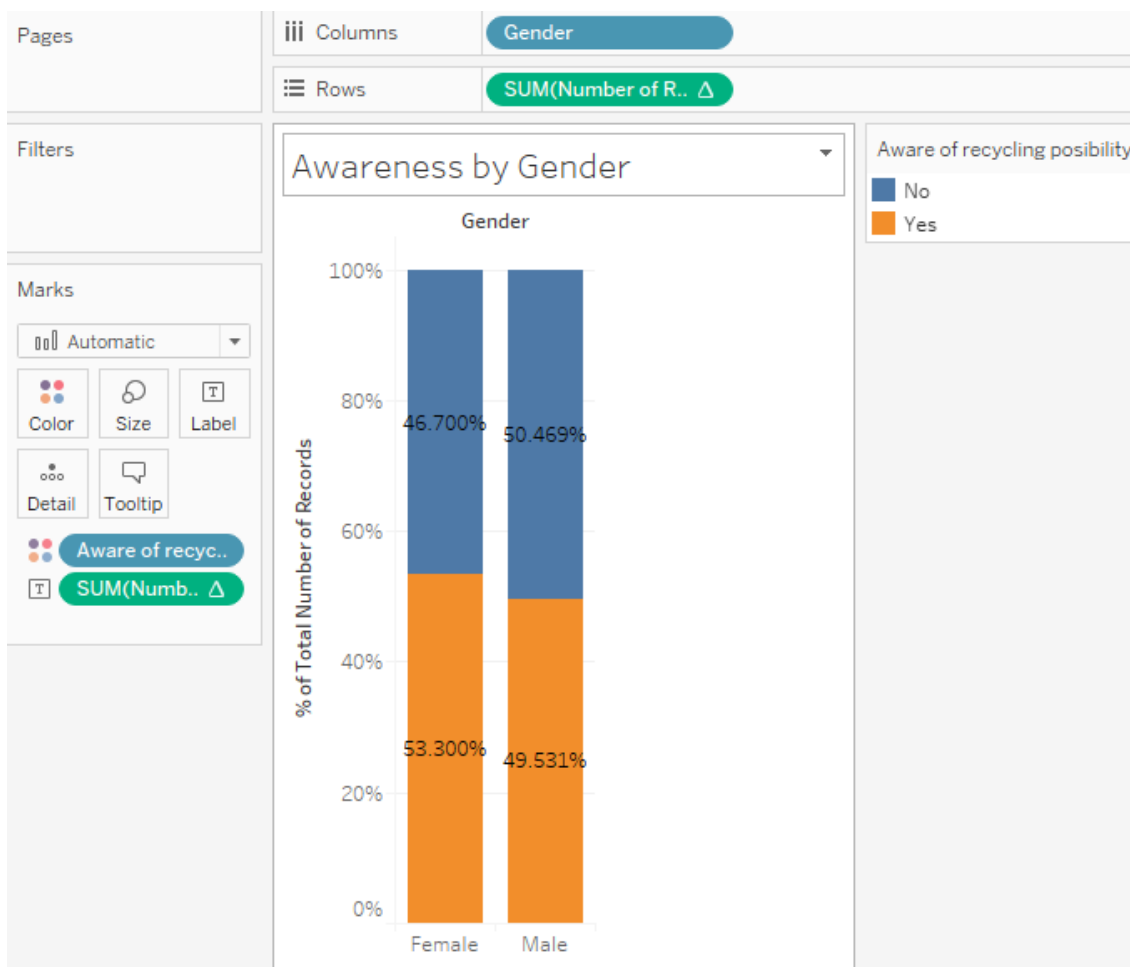 Pages
Columns
Gender
Rows
SUM(Number of R.. Δ
Filters
Marks
Automatic
Color
Size
Label
Detail
Tooltip
Aware of recyc..
SUM(Numb.. Δ
Awareness by Gender
Gender
% of Total Number of Records
100%
80%
60%
40%
20%
0%
46.700%
50.469%
53.300%
49.531%
Female
Male
Aware of recycling posibility
No
Yes